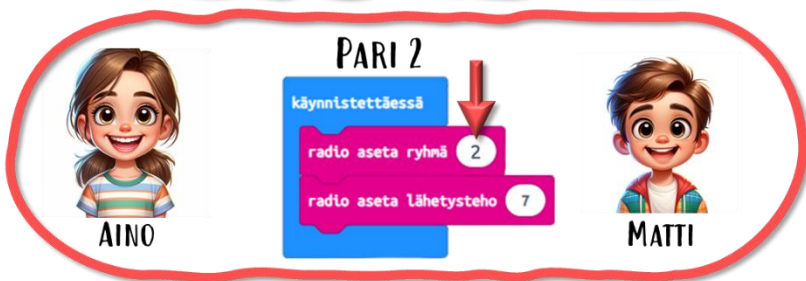 PARI 2
käynnistettäessä
radio aseta ryhmä 2
radio aseta lähetysteho 7
AINO
MATTI